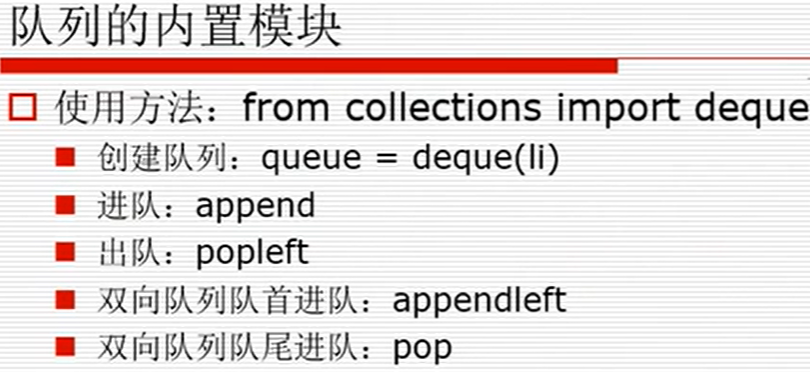 队列的内置模块
使用方法：from collections import deque
创建队列：queue = deque(li)
进队：append
出队：popleft
双向队列队首进队：appendleft
双向队列队尾进队：pop